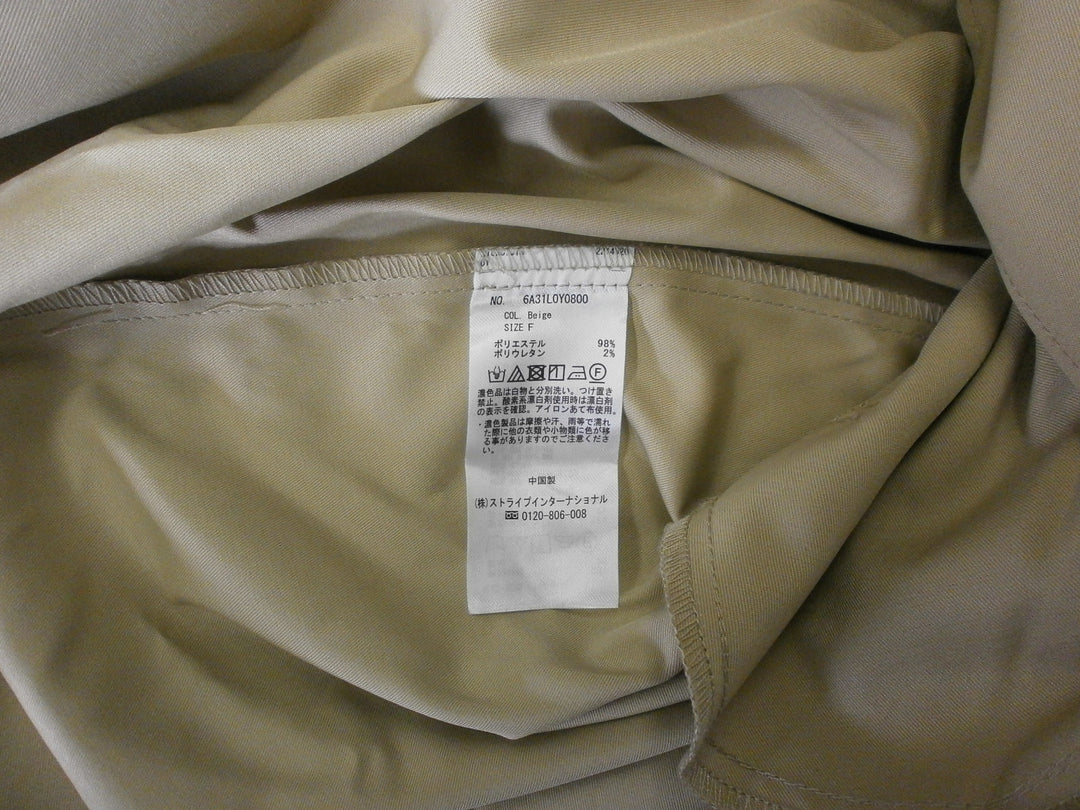 2J14920
NO. 6A31L0Y0800
COL. Beige
SIZE F
ポリエステル 98%
ポリウレタン 2%
濃色品は白物と分別洗い。つけ置き
禁止。酸素系漂白剤使用時は漂白剤
の表示を確認。アイロンあて布使用。
・濃色製品は摩擦や汗、雨等で濡れ
た際に他の衣類や小物類に色が移
る事がありますのでご注意くださ
い。
中国製
(株)ストライプインターナショナル
0120-806-008